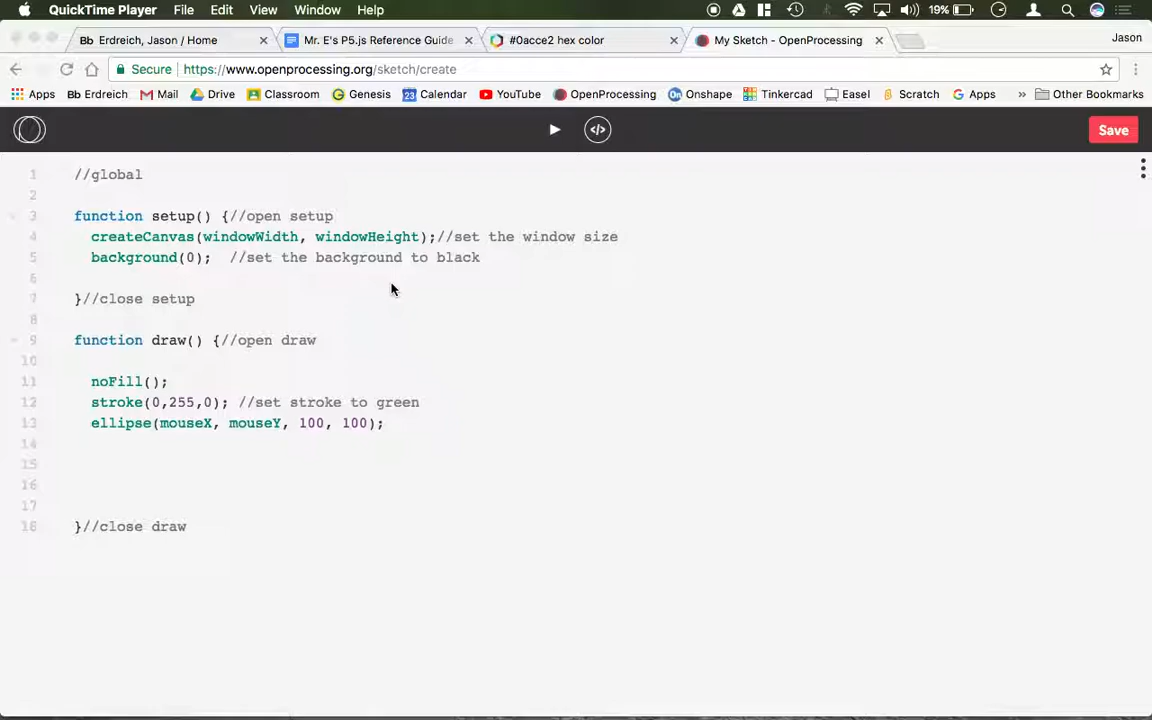 QuickTime Player File Edit View Window Help 19%
Bb Erdreich, Jason / Home Mr. E's P5.js Reference Guide #0acce2 hex color My Sketch - OpenProcessing Jason
Secure https://www.openprocessing.org/sketch/create
Apps Bb Erdreich Mail Drive Classroom Genesis 23 Calendar YouTube OpenProcessing On Onshape Tinkercad Easel Scratch Apps » Other Bookmarks
</> Save
1 //global
2
3 function setup() {//open setup
4 createCanvas(windowWidth, windowHeight);//set the window size
5 background(0); //set the background to black
6
7 }//close setup
8
9 function draw() {//open draw
10
11 noFill();
12 stroke(0,255,0); //set stroke to green
13 ellipse(mouseX, mouseY, 100, 100);
14
15
16
17
18 }//close draw